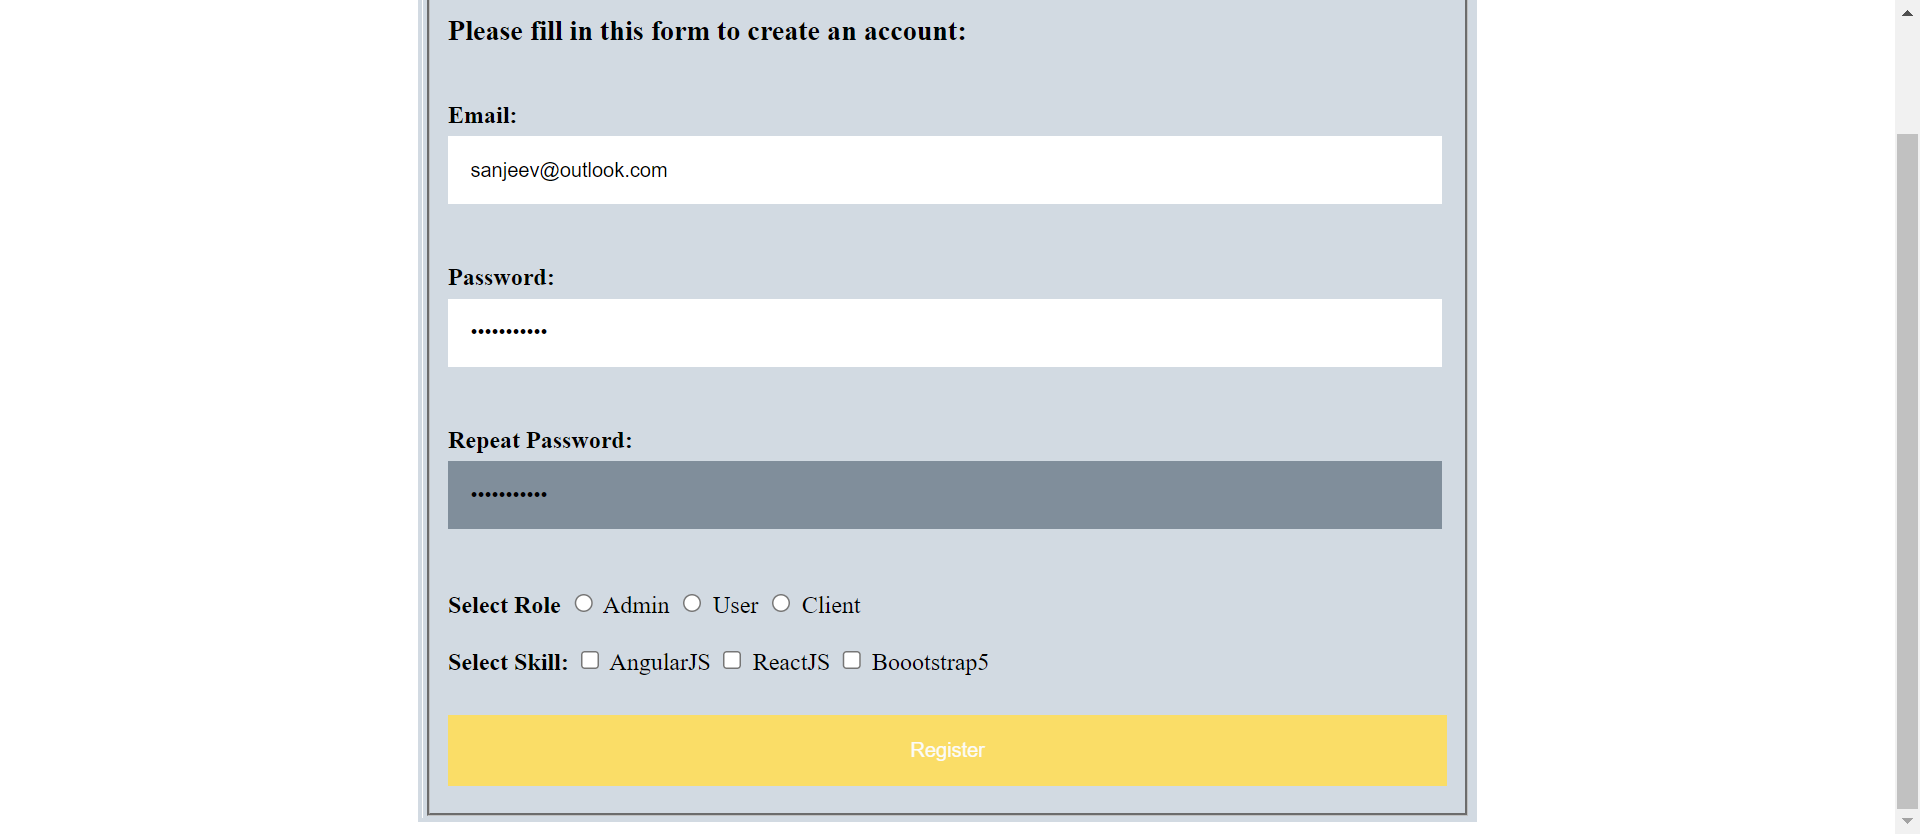 Please fill in this form to create an account:
Email:
sanjeev@outlook.com
Password:
•••••••••••
Repeat Password:
•••••••••••
Select Role Admin User Client
Select Skill: AngularJS ReactJS Boootstrap5
Register